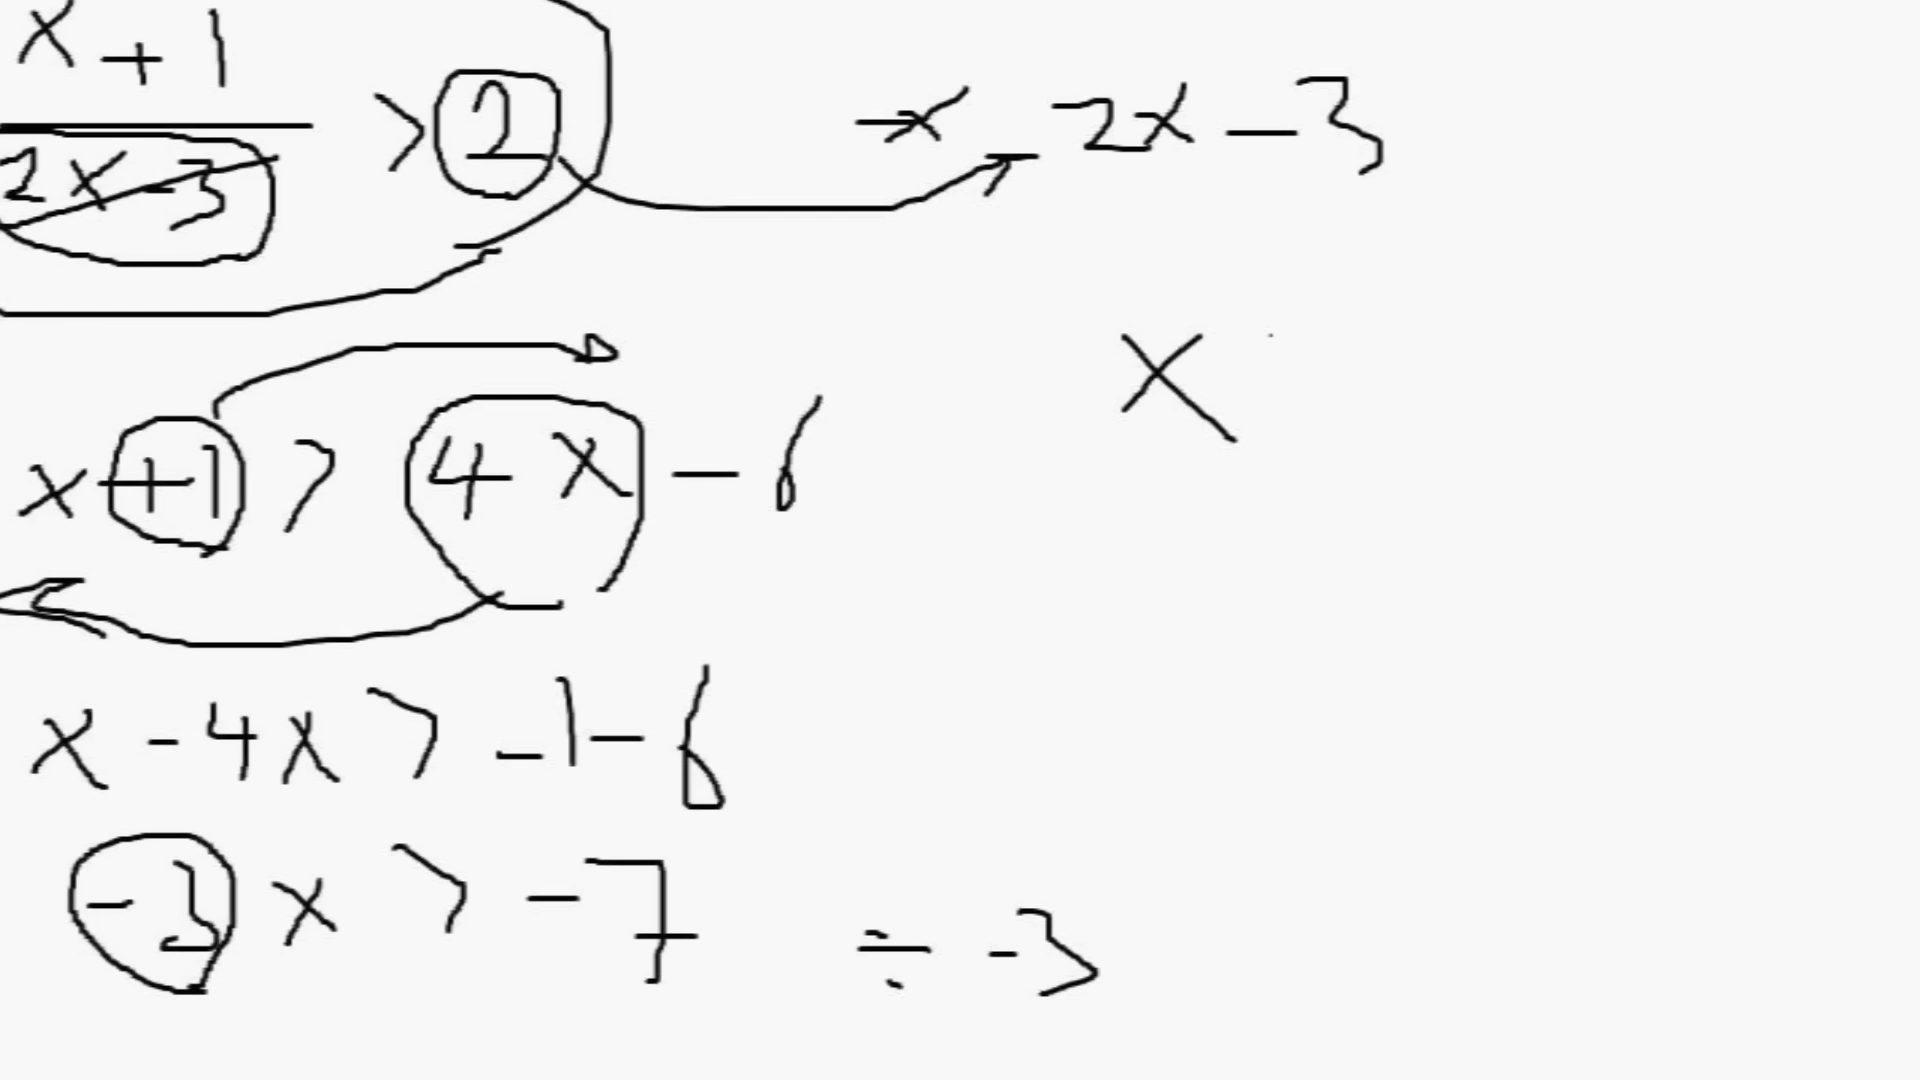 x + 1
> 2
2x - 3
× 2x - 3
x
x + 1 > 4x - 6
x - 4x > -1 - 6
-3x > -7 ÷ -3